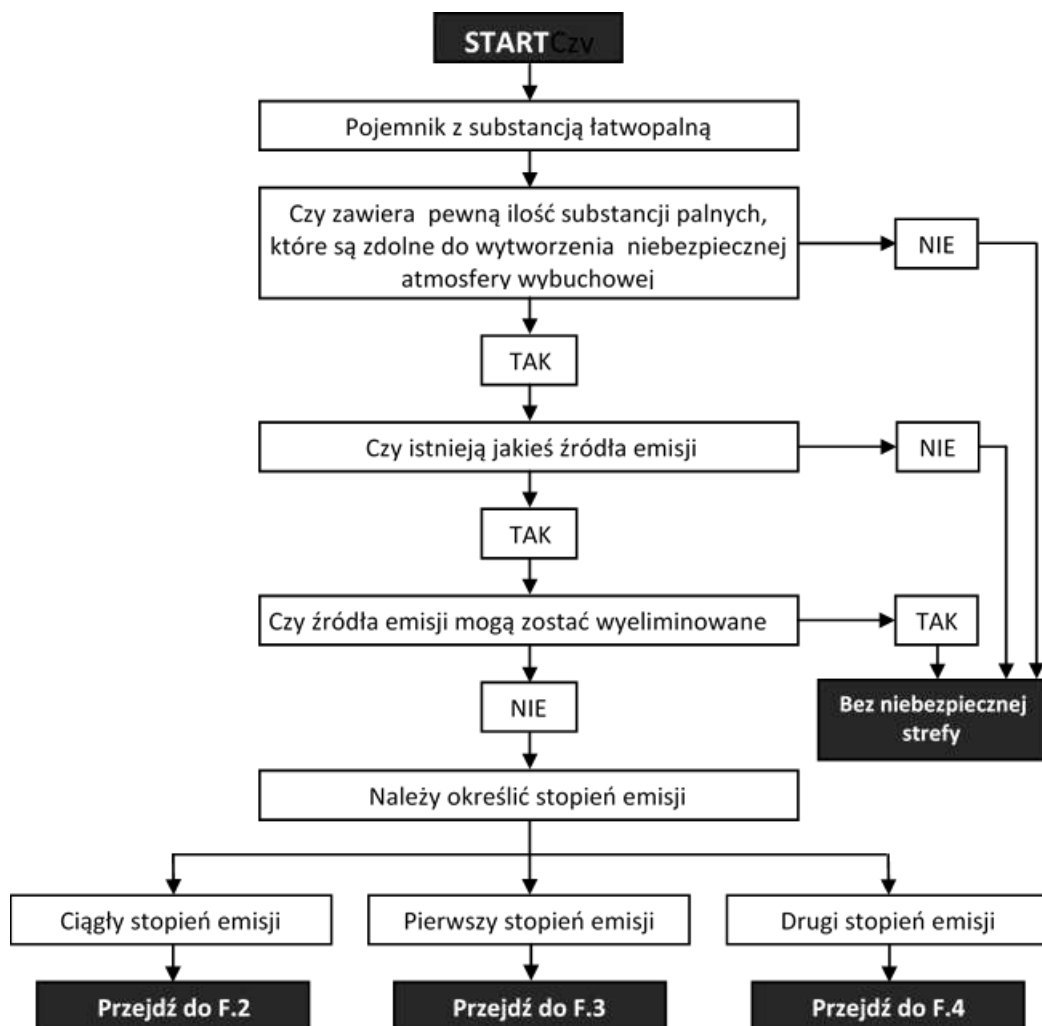 STARTCzv
Pojemnik z substancją łatwopalną
Czy zawiera pewną ilość substancji palnych,
które są zdolne do wytworzenia niebezpiecznej
atmosfery wybuchowej
NIE
TAK
Czy istnieją jakieś źródła emisji
NIE
TAK
Czy źródła emisji mogą zostać wyeliminowane
TAK
NIE
Bez niebezpiecznej
strefy
Należy określić stopień emisji
Ciągły stopień emisji
Pierwszy stopień emisji
Drugi stopień emisji
Przejdź do F.2
Przejdź do F.3
Przejdź do F.4